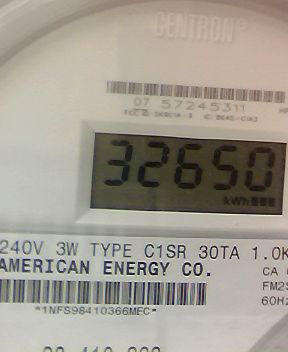 CENTRON®
07 57245311
32650
kWh
240V 3W TYPE C1SR 30TA 1.0K
AMERICAN ENERGY CO.
CA
FM2S
60Hz
*1NFS98410366MFC*